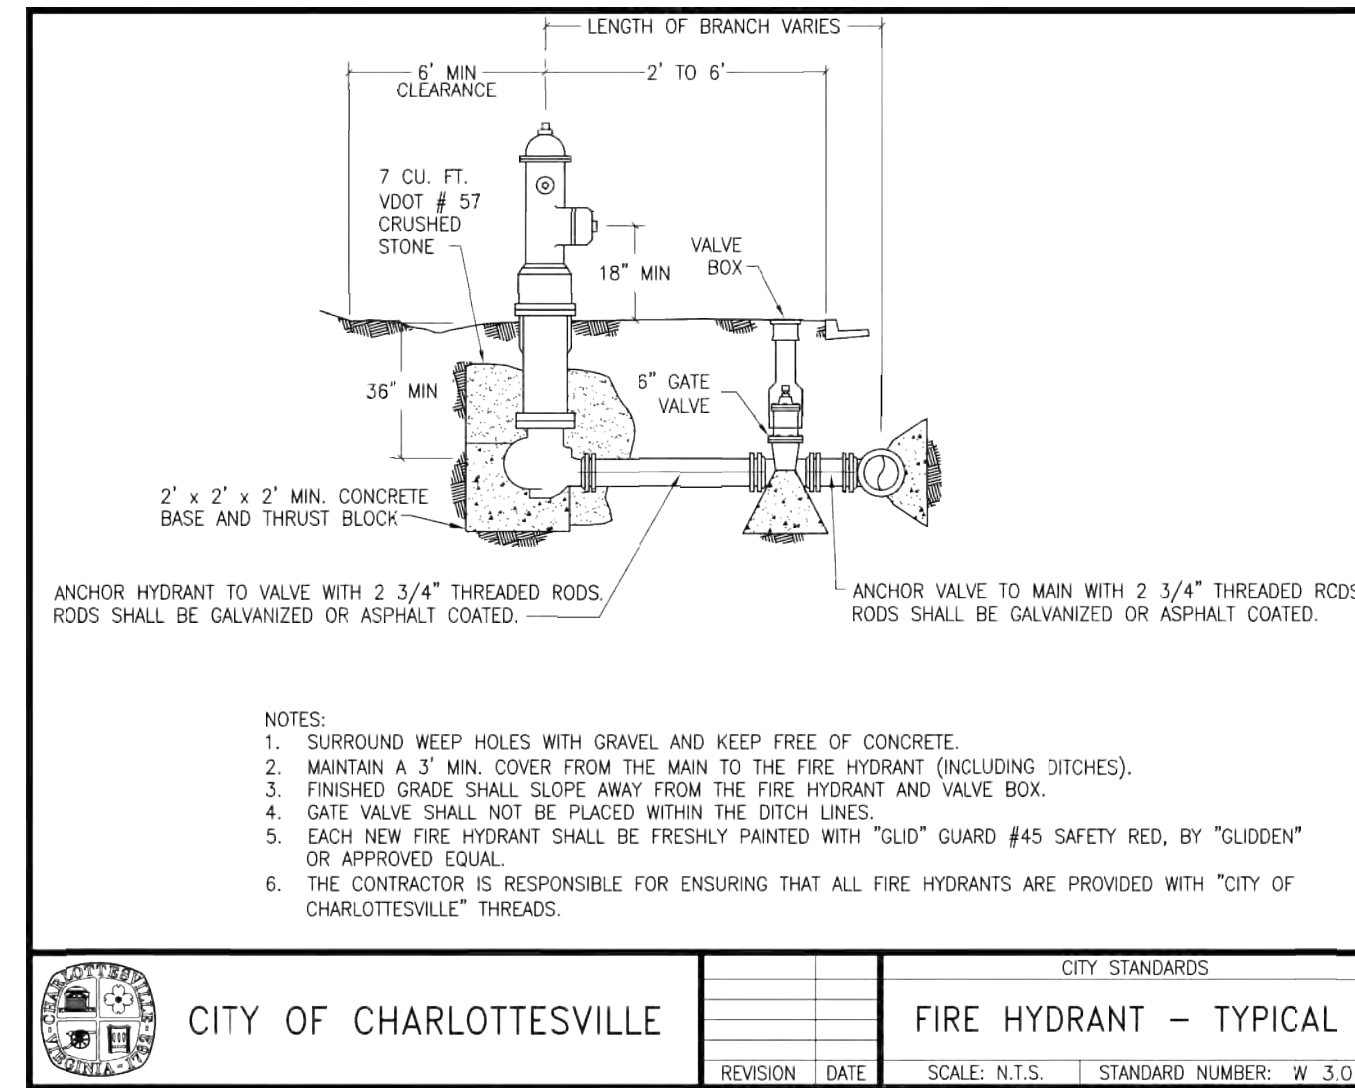 LENGTH OF BRANCH VARIES
6' MIN
CLEARANCE
2' TO 6'
7 CU. FT.
VDOT # 57
CRUSHED
STONE
18" MIN
VALVE
BOX
36" MIN
6" GATE
VALVE
2' x 2' x 2' MIN. CONCRETE
BASE AND THRUST BLOCK
ANCHOR HYDRANT TO VALVE WITH 2 3/4" THREADED RODS.
RODS SHALL BE GALVANIZED OR ASPHALT COATED.
ANCHOR VALVE TO MAIN WITH 2 3/4" THREADED RODS
RODS SHALL BE GALVANIZED OR ASPHALT COATED.
NOTES:
1. SURROUND WEEP HOLES WITH GRAVEL AND KEEP FREE OF CONCRETE.
2. MAINTAIN A 3' MIN. COVER FROM THE MAIN TO THE FIRE HYDRANT (INCLUDING DITCHES).
3. FINISHED GRADE SHALL SLOPE AWAY FROM THE FIRE HYDRANT AND VALVE BOX.
4. GATE VALVE SHALL NOT BE PLACED WITHIN THE DITCH LINES.
5. EACH NEW FIRE HYDRANT SHALL BE FRESHLY PAINTED WITH "GLID" GUARD #45 SAFETY RED, BY "GLIDDEN"
OR APPROVED EQUAL.
6. THE CONTRACTOR IS RESPONSIBLE FOR ENSURING THAT ALL FIRE HYDRANTS ARE PROVIDED WITH "CITY OF
CHARLOTTESVILLE" THREADS.
CHARLOTTESVILLE - VIRGINIA - 1762
CITY OF CHARLOTTESVILLE
REVISION DATE
CITY STANDARDS
FIRE HYDRANT – TYPICAL
SCALE: N.T.S. STANDARD NUMBER: W 3.0